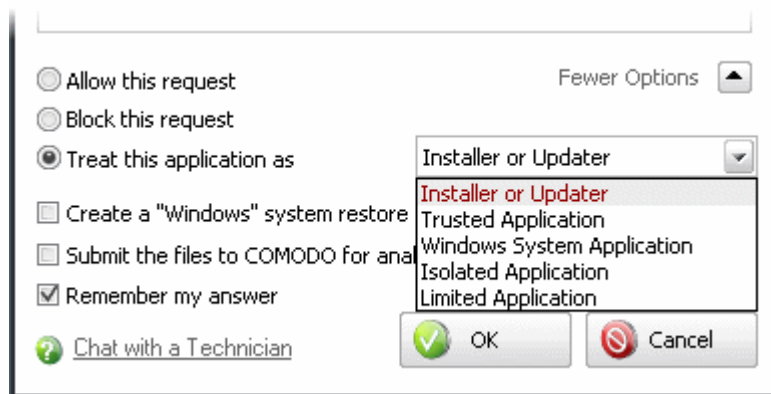 Allow this request
Fewer Options
Block this request
Treat this application as
Installer or Updater
Installer or Updater
Trusted Application
Windows System Application
Isolated Application
Limited Application
Create a "Windows" system restore
Submit the files to COMODO for
Remember my answer
Chat with a Technician
OK
Cancel